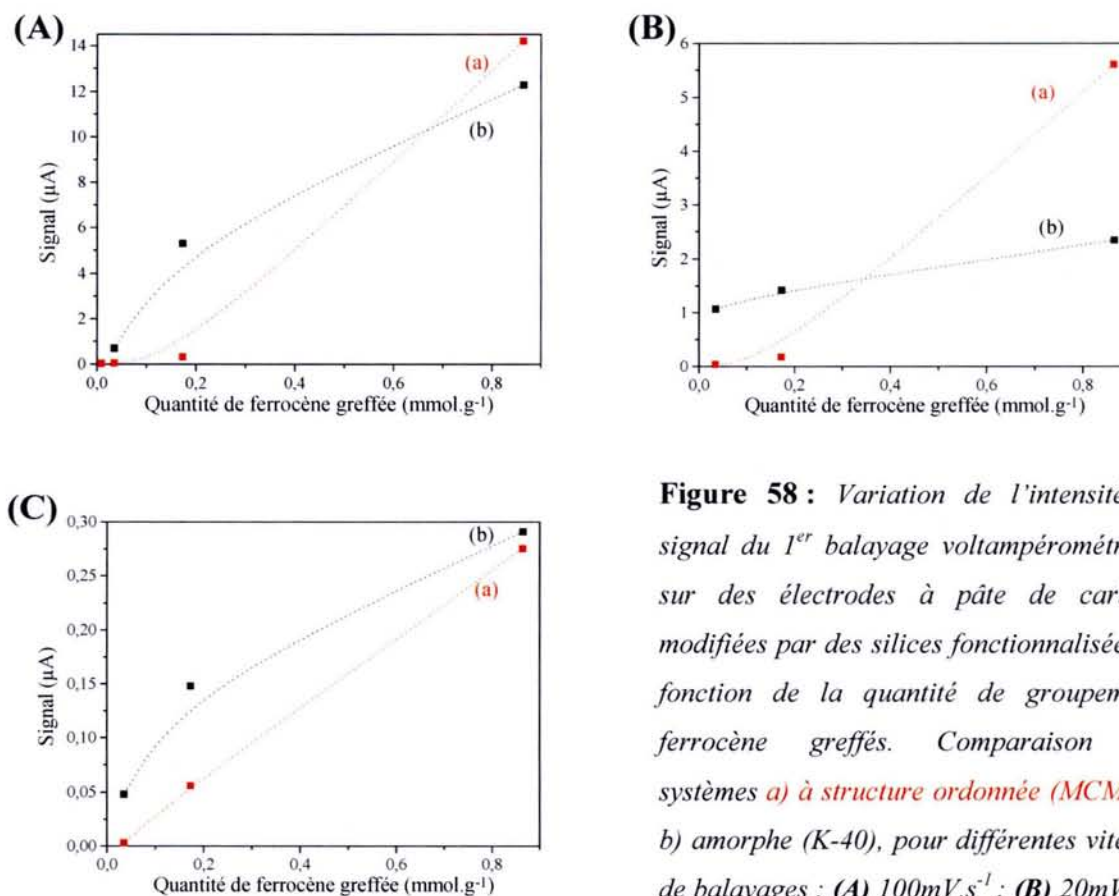 (A)
14
12
10
8
6
4
2
0
Signal (µA)
(a)
(b)
0,0 0,2 0,4 0,6 0,8
Quantité de ferrocène greffée (mmol.g-1)
(B)
6
5
4
3
2
1
0
Signal (µA)
(a)
(b)
0,0 0,2 0,4 0,6 0,8
Quantité de ferrocène greffée (mmol.g-1)
(C)
0,30
0,25
0,20
0,15
0,10
0,05
0,00
Signal (µA)
(b)
(a)
0,0 0,2 0,4 0,6 0,8
Quantité de ferrocène greffée (mmol.g-1)
Figure 58 : Variation de l'intensité
signal du 1er balayage voltampérométr
sur des électrodes à pâte de car
modifiées par des silices fonctionnalisée
fonction de la quantité de groupem
ferrocène greffés. Comparaison
systèmes a) à structure ordonnée (MCM
b) amorphe (K-40), pour différentes vite
de balayages : (A) 100mV.s-1 ; (B) 20m